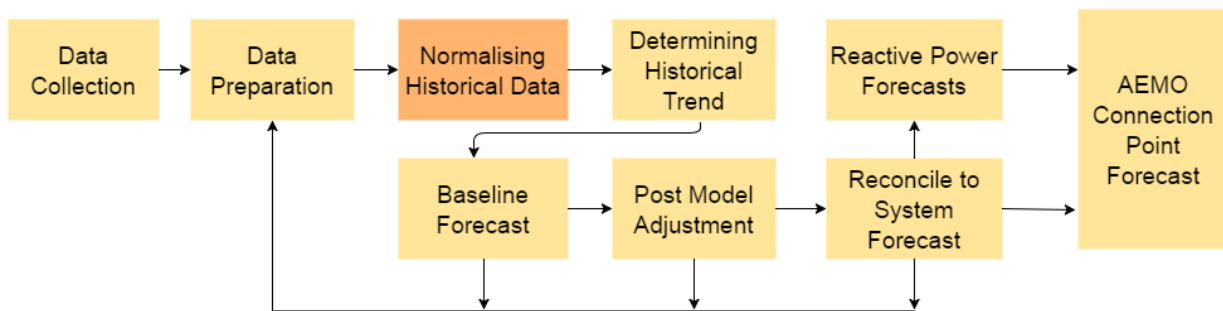 Data
Collection
Data
Preparation
Normalising
Historical Data
Determining
Historical
Trend
Reactive Power
Forecasts
AEMO
Connection
Point
Forecast
Baseline
Forecast
Post Model
Adjustment
Reconcile to
System
Forecast